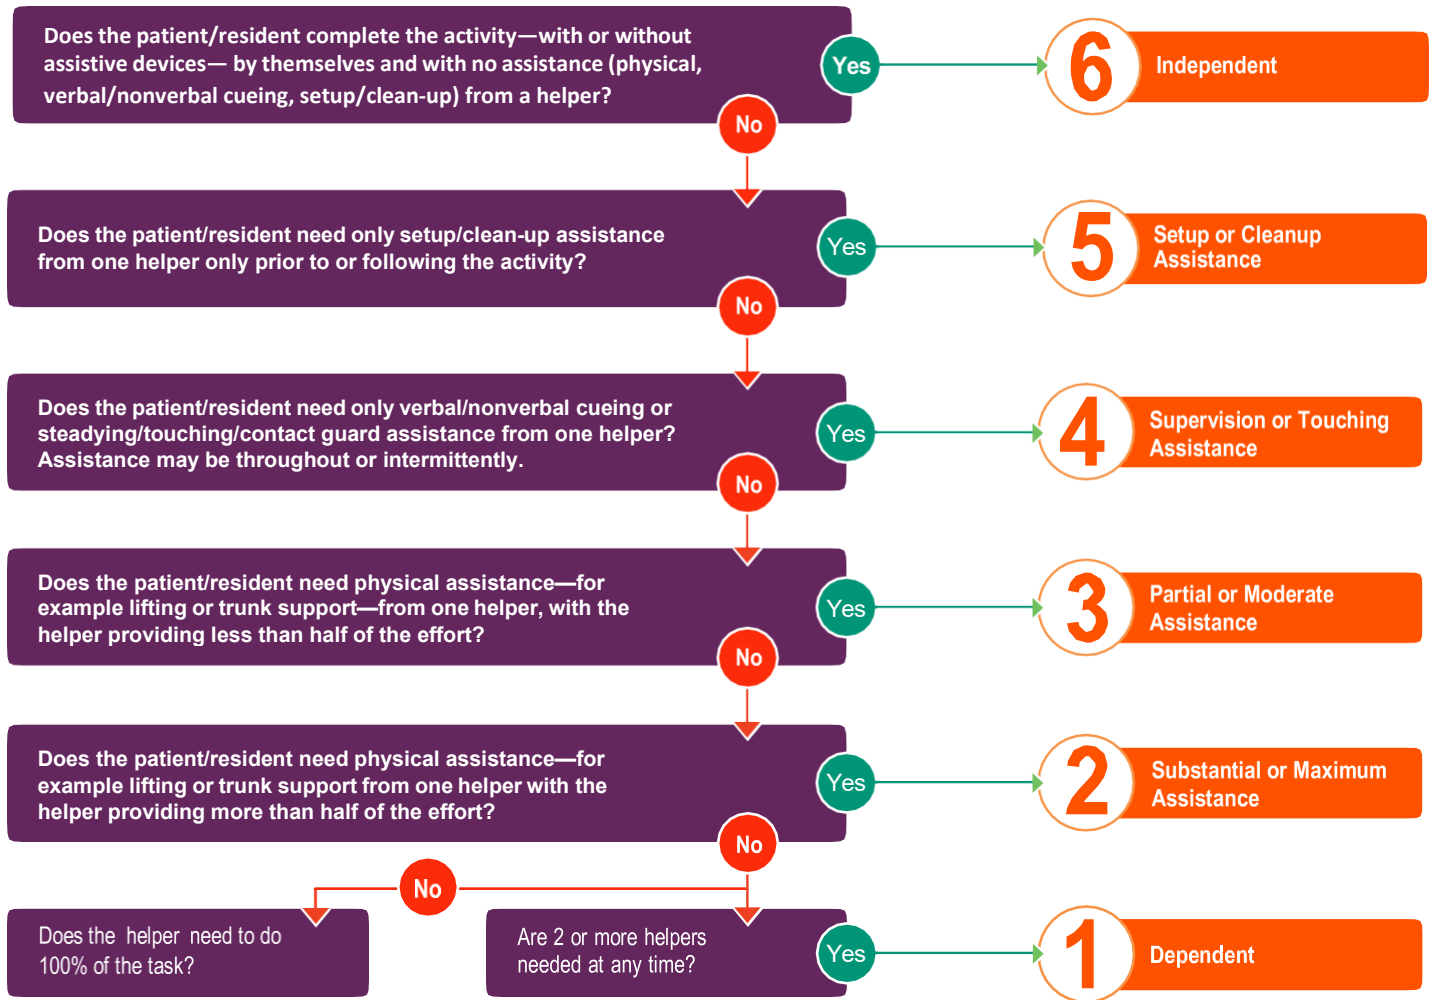 Does the patient/resident complete the activity—with or without
assistive devices— by themselves and with no assistance (physical,
verbal/nonverbal cueing, setup/clean-up) from a helper?
Yes
6
Independent
No
Does the patient/resident need only setup/clean-up assistance
from one helper only prior to or following the activity?
Yes
5
Setup or Cleanup
Assistance
No
Does the patient/resident need only verbal/nonverbal cueing or
steadying/touching/contact guard assistance from one helper?
Assistance may be throughout or intermittently.
Yes
4
Supervision or Touching
Assistance
No
Does the patient/resident need physical assistance—for
example lifting or trunk support—from one helper, with the
helper providing less than half of the effort?
Yes
3
Partial or Moderate
Assistance
No
Does the patient/resident need physical assistance—for
example lifting or trunk support from one helper with the
helper providing more than half of the effort?
Yes
2
Substantial or Maximum
Assistance
No
No
Does the helper need to do
100% of the task?
Are 2 or more helpers
needed at any time?
Yes
1
Dependent